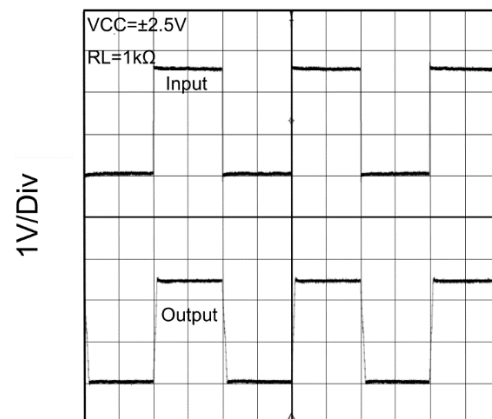 VCC=±2.5V
RL=1kΩ
Input
1V/Div
Output